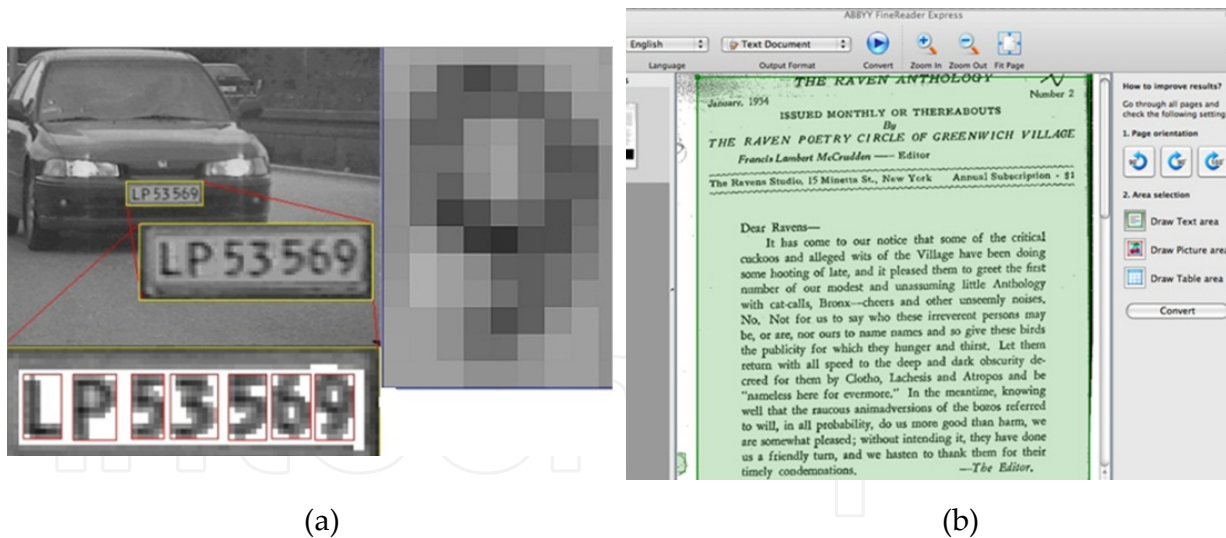 LP 53 569
LP 53 569
LP 53 569
(a)
ABBYY FineReader Express
English
Text Document
Language
Output Format
Convert
Zoom In
Zoom Out
Fit Page
THE RAVEN ANTHOLOGY
January, 1934
Number 2
ISSUED MONTHLY OR THEREABOUTS
By
THE RAVEN POETRY CIRCLE OF GREENWICH VILLAGE
Francis Lambert McCrudden —— Editor
The Ravens Studio, 15 Minetta St., New York Annual Subscription - $1
Dear Ravens—
It has come to our notice that some of the critical
cuckoos and alleged wits of the Village have been doing
some hooting of late, and it pleased them to greet the first
number of our modest and unassuming little Anthology
with cat-calls, Bronx—cheers and other unseemly noises.
No. Not for us to say who these irreverent persons may
be, or are, nor ours to name names and so give these birds
the publicity for which they hunger and thirst. Let them
return with all speed to the deep and dark obscurity de-
creed for them by Clotho, Lachesis and Atropos and be
"nameless here for evermore." In the meantime, knowing
well that the raucous animadversions of the bozos referred
to will, in all probability, do us more good than harm, we
are somewhat pleased; without intending it, they have done
us a friendly turn, and we hasten to thank them for their
timely condemnations. —The Editor.
How to improve results?
Go through all pages and
check the following setting
1. Page orientation
2. Area selection
Draw Text area
Draw Picture area
Draw Table area
Convert
(b)